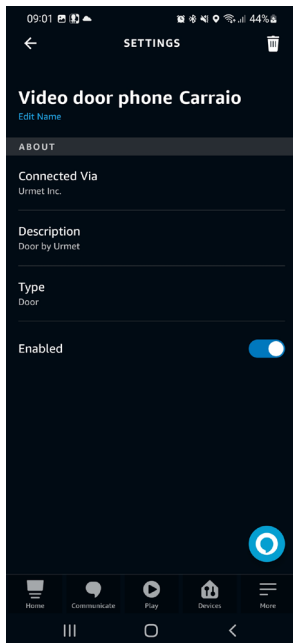 09:01
44%
SETTINGS
Video door phone Carraio
Edit Name
ABOUT
Connected Via
Urmet Inc.
Description
Door by Urmet
Type
Door
Enabled
Home Communicate Play Devices More